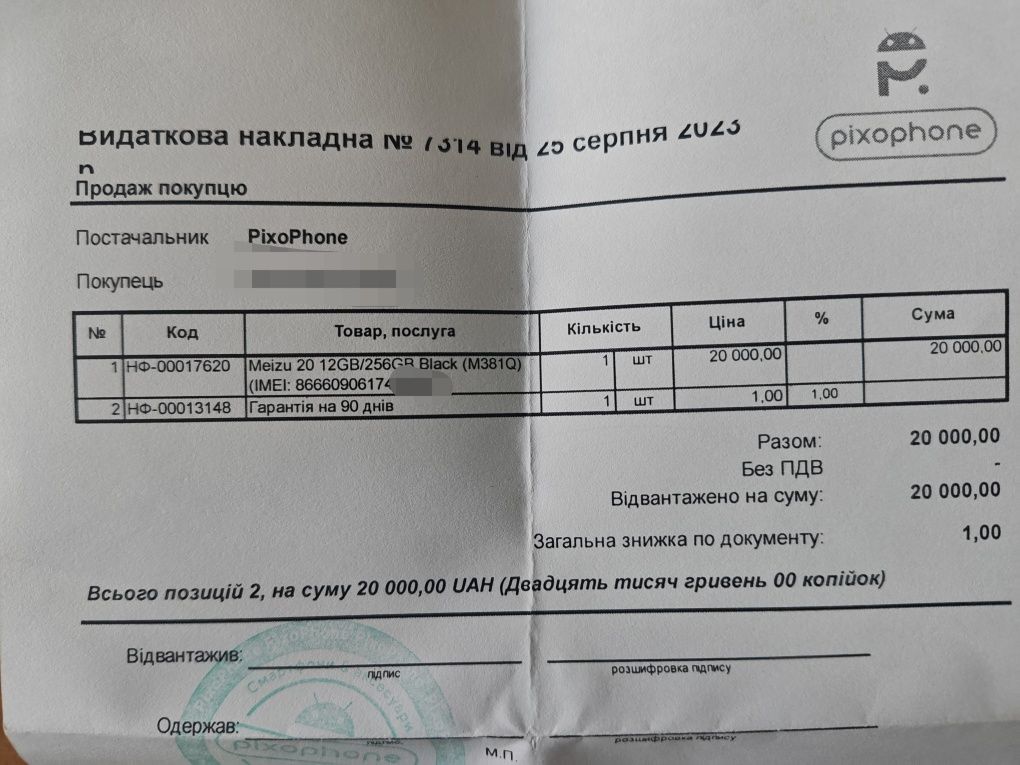 pixophone
Видаткова накладна № 7314 від 25 серпня 2023
р
Продаж покупцю
Постачальник PixoPhone
Покупець
№ Код Товар, послуга Кількість Ціна % Сума
1 НФ-00017620 Meizu 20 12GB/256GB Black (M381Q) 1 шт 20 000,00 20 000,00
(IMEI: 86660906174
2 НФ-00013148 Гарантія на 90 днів 1 шт 1,00 1,00
Разом: 20 000,00
Без ПДВ -
Відвантажено на суму: 20 000,00
Загальна знижка по документу: 1,00
Всього позицій 2, на суму 20 000,00 UAH (Двадцять тисяч гривень 00 копійок)
Відвантажив:
підпис розшифровка підпису
Смартфони аксесуари
Одержав:
підпис розшифровка підпису
pixophone
М.П.